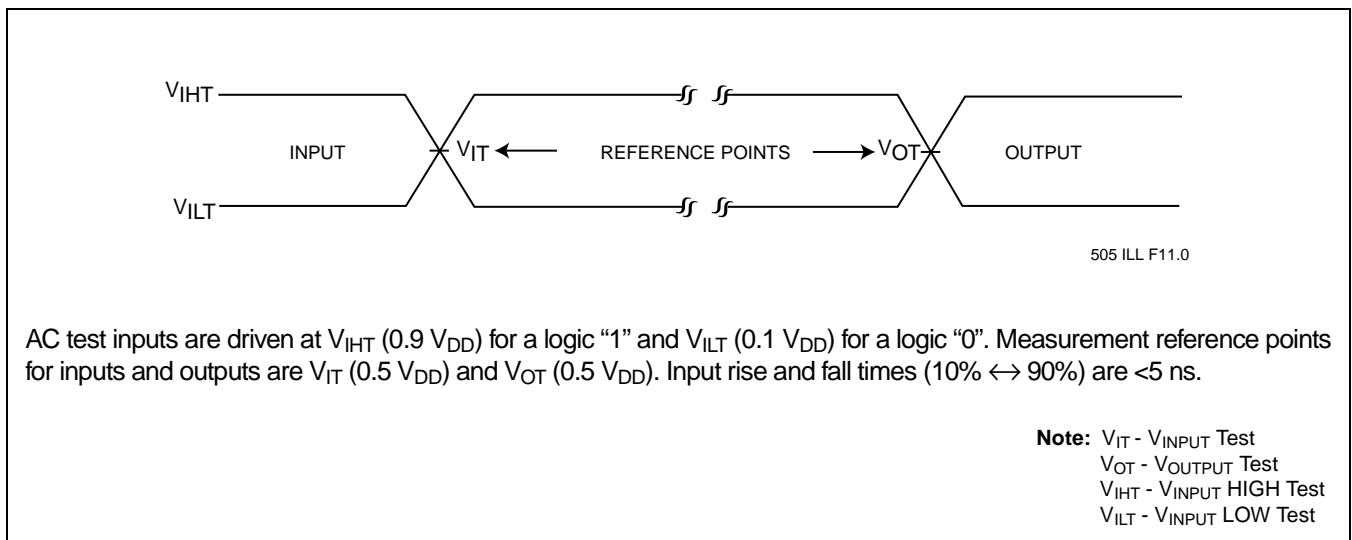 VIHT
INPUT VIT REFERENCE POINTS VOT OUTPUT
VILT
505 ILL F11.0
AC test inputs are driven at VIHT (0.9 VDD) for a logic “1” and VILT (0.1 VDD) for a logic “0”. Measurement reference points
for inputs and outputs are VIT (0.5 VDD) and VOT (0.5 VDD). Input rise and fall times (10% ↔ 90%) are <5 ns.
Note: VIT - VINPUT Test
VOT - VOUTPUT Test
VIHT - VINPUT HIGH Test
VILT - VINPUT LOW Test